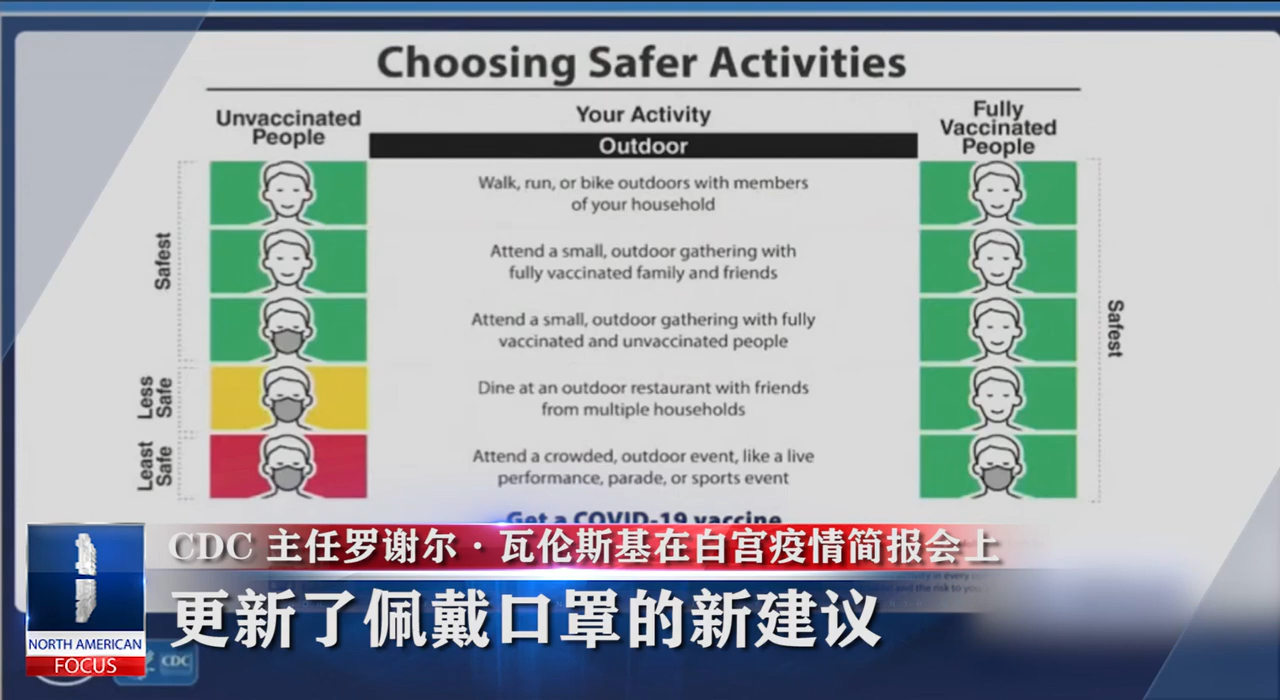 Choosing Safer Activities
Unvaccinated
People
Your Activity
Fully
Vaccinated
People
Outdoor
Walk, run, or bike outdoors with members
of your household
Attend a small, outdoor gathering with
fully vaccinated family and friends
Attend a small, outdoor gathering with fully
vaccinated and unvaccinated people
Dine at an outdoor restaurant with friends
from multiple households
Attend a crowded, outdoor event, like a live
performance, parade, or sports event
Safest
Less
Safe
Least
Safe
Safest
Get a COVID-19 vaccine
CDC 主任罗谢尔·瓦伦斯基在白宫疫情简报会上
更新了佩戴口罩的新建议
NORTH AMERICAN
FOCUS
CDC